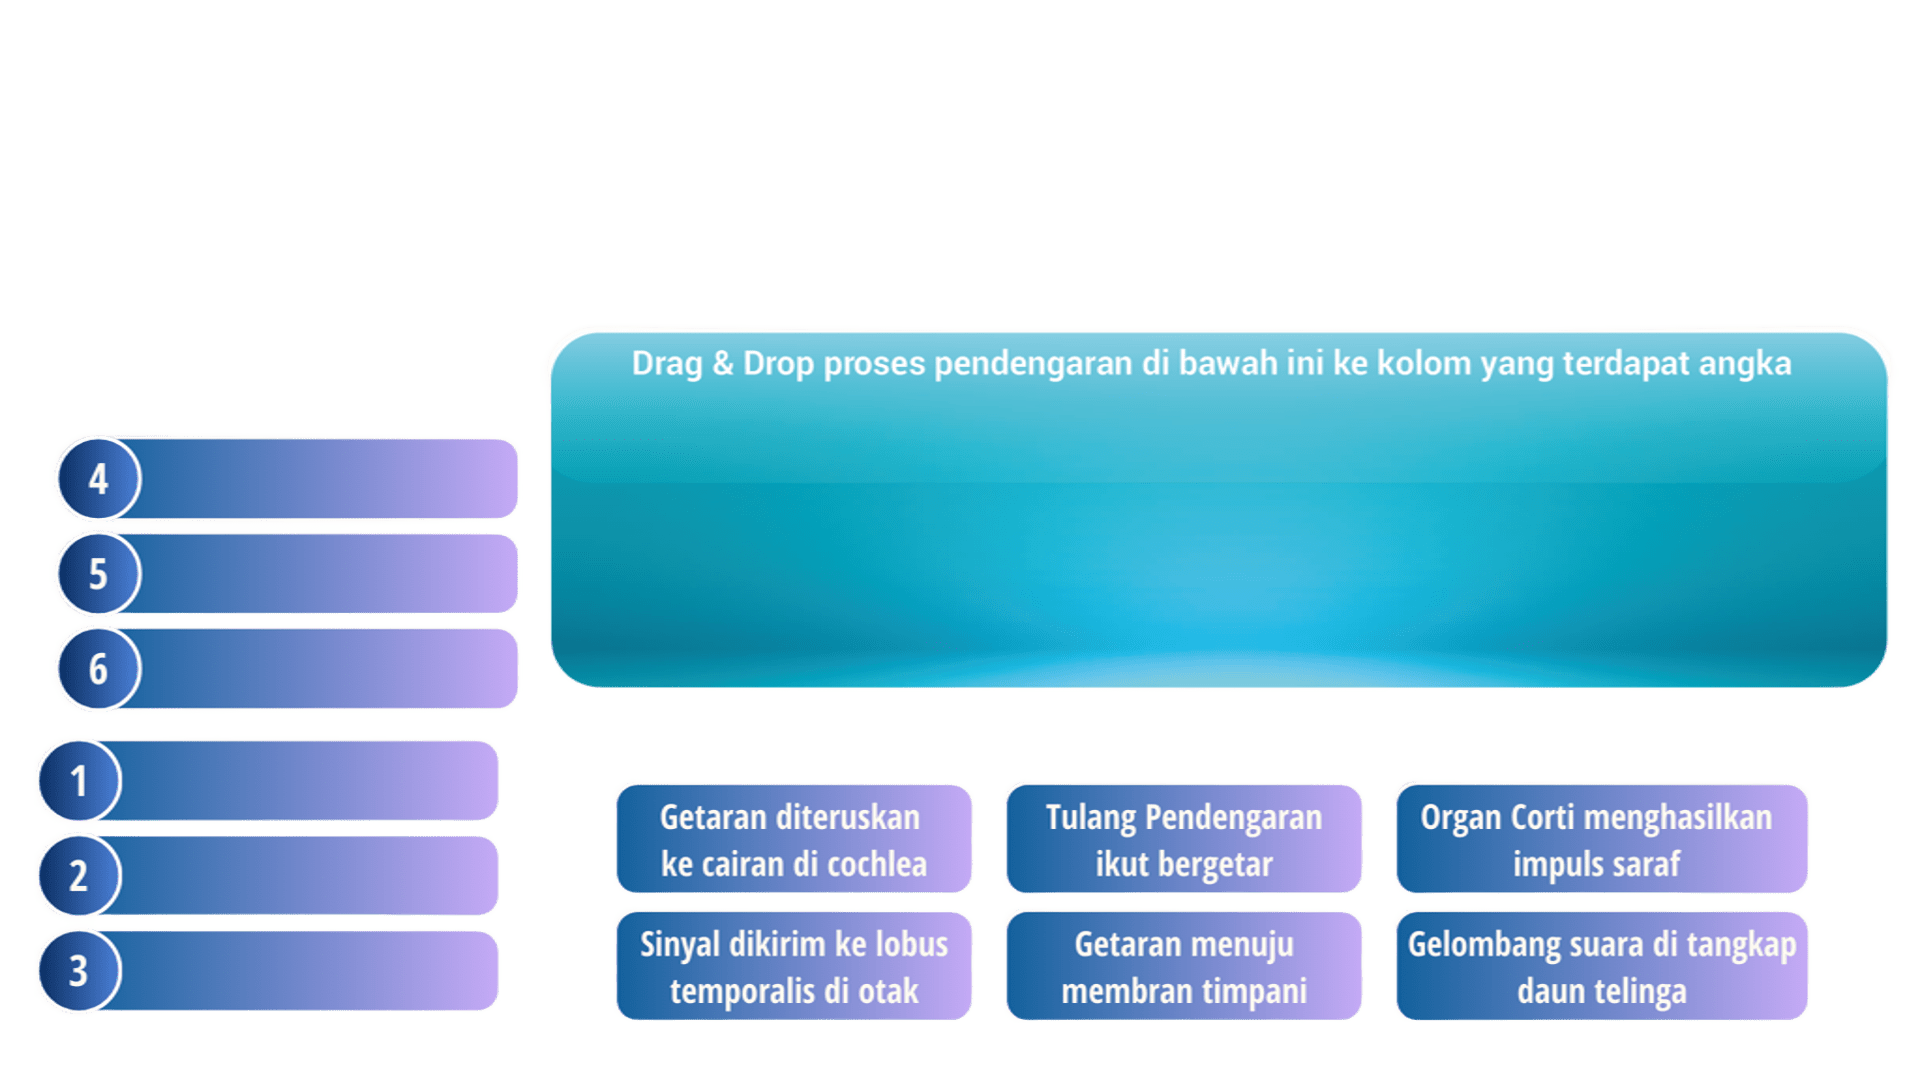 Drag & Drop proses pendengaran di bawah ini ke kolom yang terdapat angka
4
5
6
1
2
3
Getaran diteruskan
ke cairan di cochlea
Tulang Pendengaran
ikut bergetar
Organ Corti menghasilkan
impuls saraf
Sinyal dikirim ke lobus
temporalis di otak
Getaran menuju
membran timpani
Gelombang suara di tangkap
daun telinga